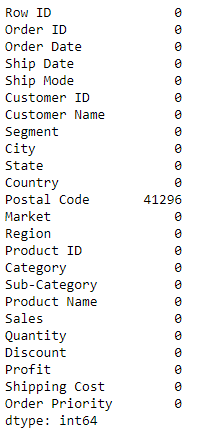 Row ID 0
Order ID 0
Order Date 0
Ship Date 0
Ship Mode 0
Customer ID 0
Customer Name 0
Segment 0
City 0
State 0
Country 0
Postal Code 41296
Market 0
Region 0
Product ID 0
Category 0
Sub-Category 0
Product Name 0
Sales 0
Quantity 0
Discount 0
Profit 0
Shipping Cost 0
Order Priority 0
dtype: int64